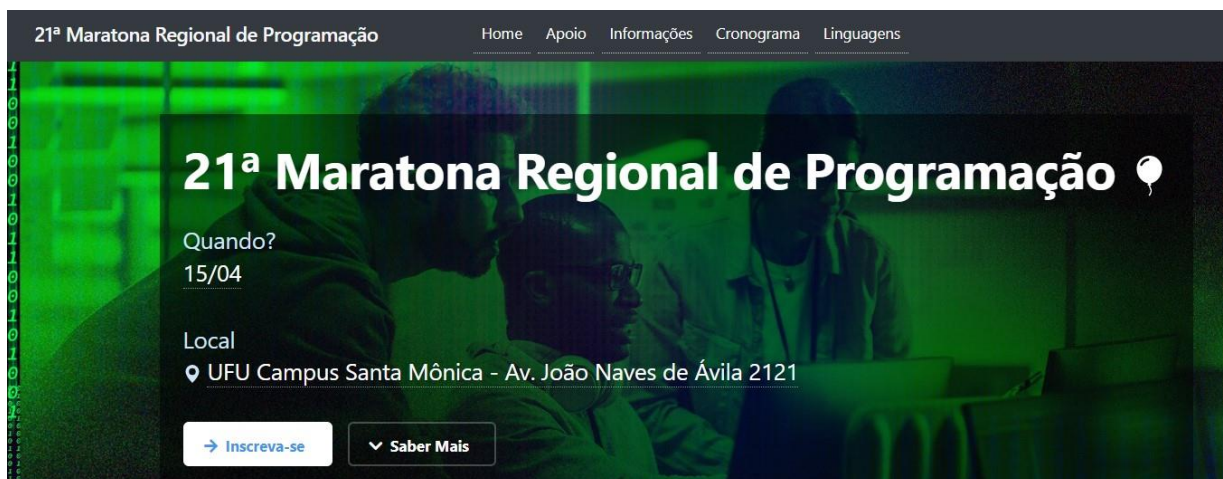 21ª Maratona Regional de Programação
Home Apoio Informações Cronograma Linguagens
21ª Maratona Regional de Programação
Quando?
15/04
Local
UFU Campus Santa Mônica - Av. João Naves de Ávila 2121
Inscreva-se
Saber Mais